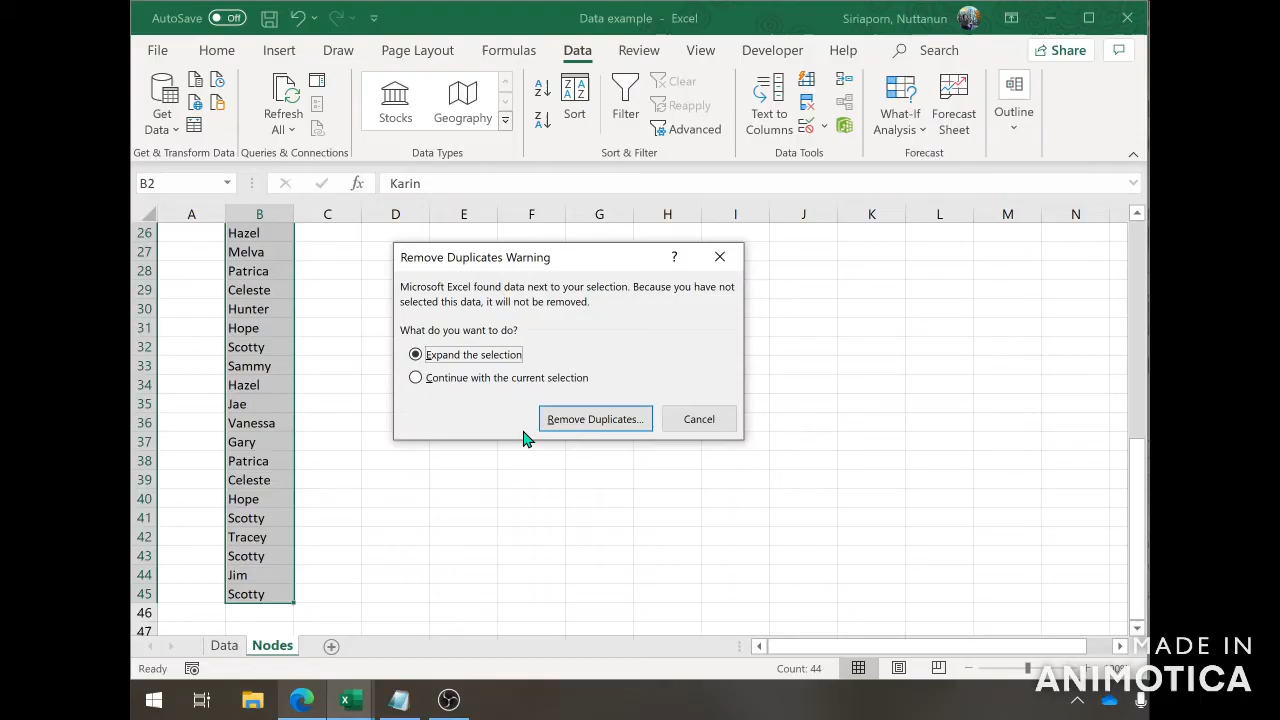 AutoSave Off Data example - Excel Siriaporn, Nuttanun
File Home Insert Draw Page Layout Formulas Data Review View Developer Help Search Share
Get Data Refresh All Stocks Geography Sort Filter Clear Reapply Advanced Text to Columns What-If Analysis Forecast Sheet Outline
Get & Transform Data Queries & Connections Data Types Sort & Filter Data Tools Forecast
B2 fx Karin
A B C D E F G H I J K L M N
26 Hazel
27 Melva
28 Patrica
29 Celeste
30 Hunter
31 Hope
32 Scotty
33 Sammy
34 Hazel
35 Jae
36 Vanessa
37 Gary
38 Patrica
39 Celeste
40 Hope
41 Scotty
42 Tracey
43 Scotty
44 Jim
45 Scotty
46
47
Remove Duplicates Warning ?
Microsoft Excel found data next to your selection. Because you have not
selected this data, it will not be removed.
What do you want to do?
Expand the selection
Continue with the current selection
Remove Duplicates... Cancel
Data Nodes
Ready Count: 44
MADE IN
ANIMOTICA